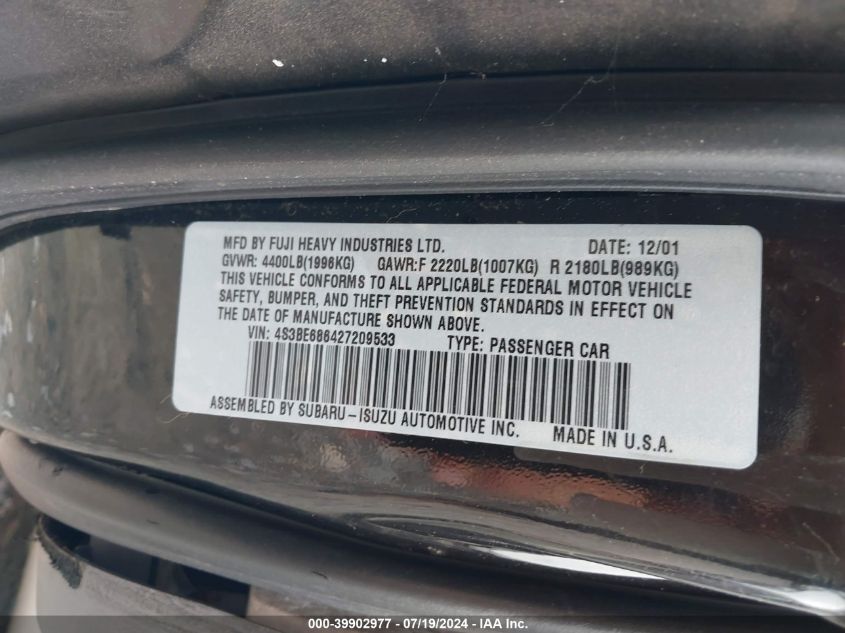 MFD BY FUJI HEAVY INDUSTRIES LTD. DATE: 12/01
GVWR: 4400LB(1996KG) GAWR:F 2220LB(1007KG) R 2180LB(989KG)
THIS VEHICLE CONFORMS TO ALL APPLICABLE FEDERAL MOTOR VEHICLE
SAFETY, BUMPER, AND THEFT PREVENTION STANDARDS IN EFFECT ON
THE DATE OF MANUFACTURE SHOWN ABOVE.
VIN: 4S3BE686427209533 TYPE: PASSENGER CAR
ASSEMBLED BY SUBARU-ISUZU AUTOMOTIVE INC. MADE IN U.S.A.
000-39902977 - 07/19/2024 - IAA Inc.